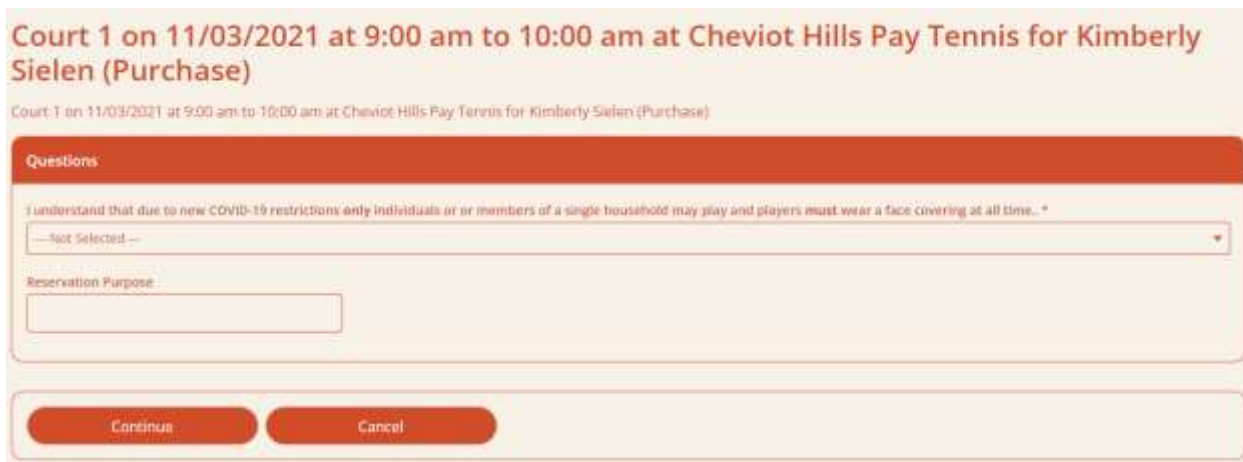 Court 1 on 11/03/2021 at 9:00 am to 10:00 am at Cheviot Hills Pay Tennis for Kimberly
Sielen (Purchase)
Court 1 on 11/03/2021 at 9:00 am to 10:00 am at Cheviot Hills Pay Tennis for Kimberly Sielen (Purchase)
Questions
I understand that due to new COVID-19 restrictions only individuals or or members of a single household may play and players must wear a face covering at all time.. *
--- Not Selected ---
Reservation Purpose
Continue
Cancel